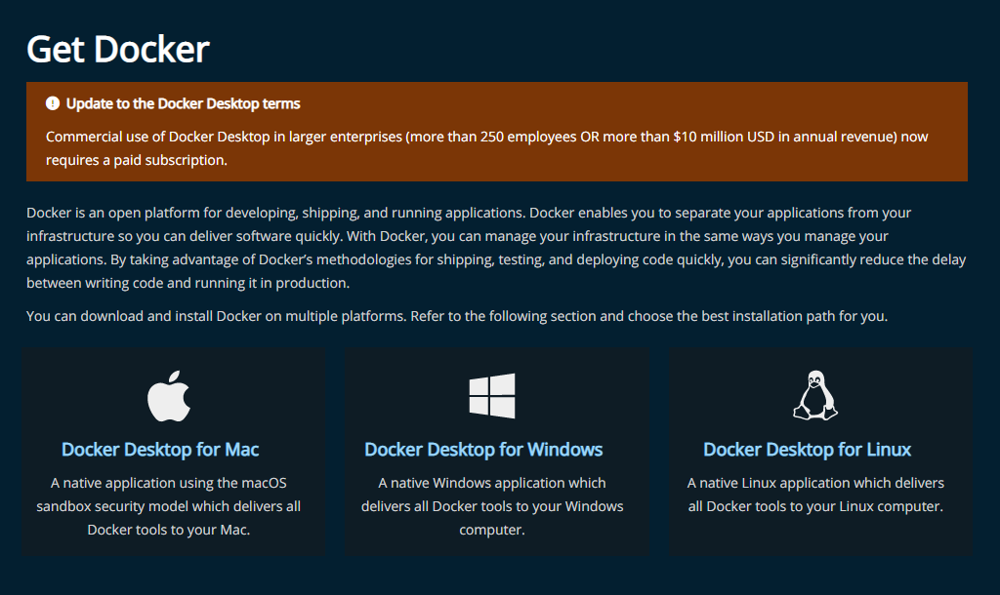 Get Docker
Update to the Docker Desktop terms
Commercial use of Docker Desktop in larger enterprises (more than 250 employees OR more than $10 million USD in annual revenue) now
requires a paid subscription.
Docker is an open platform for developing, shipping, and running applications. Docker enables you to separate your applications from your
infrastructure so you can deliver software quickly. With Docker, you can manage your infrastructure in the same ways you manage your
applications. By taking advantage of Docker’s methodologies for shipping, testing, and deploying code quickly, you can significantly reduce the delay
between writing code and running it in production.
You can download and install Docker on multiple platforms. Refer to the following section and choose the best installation path for you.
Docker Desktop for Mac
A native application using the macOS
sandbox security model which delivers all
Docker tools to your Mac.
Docker Desktop for Windows
A native Windows application which
delivers all Docker tools to your Windows
computer.
Docker Desktop for Linux
A native Linux application which delivers
all Docker tools to your Linux computer.